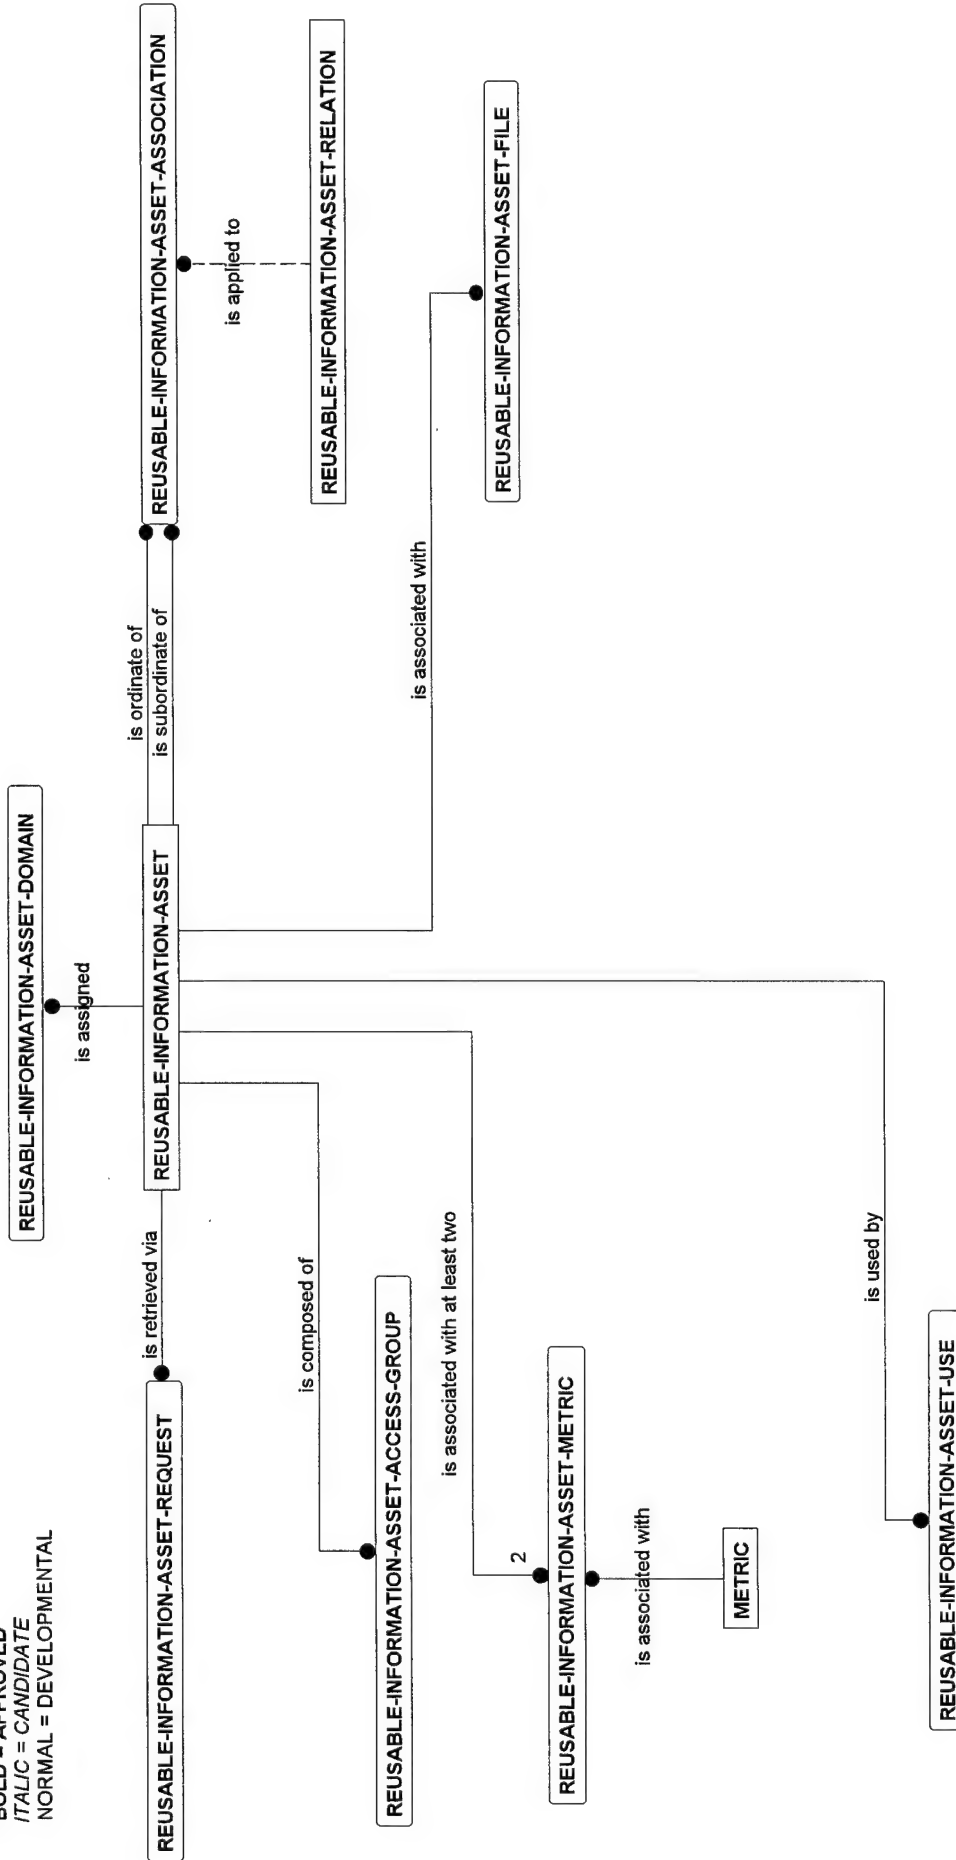 BOLD = APPROVED
ITALIC = CANDIDATE
NORMAL = DEVELOPMENTAL
REUSABLE-INFORMATION-ASSET-DOMAIN
is assigned
is ordinate of
is subordinate of
is retrieved via
REUSABLE-INFORMATION-ASSET-REQUEST
REUSABLE-INFORMATION-ASSET
REUSABLE-INFORMATION-ASSET-ASSOCIATION
is applied to
is composed of
REUSABLE-INFORMATION-ASSET-RELATION
REUSABLE-INFORMATION-ASSET-ACCESS-GROUP
is associated with
is associated with at least two
REUSABLE-INFORMATION-ASSET-FILE
2
REUSABLE-INFORMATION-ASSET-METRIC
is associated with
METRIC
is used by
REUSABLE-INFORMATION-ASSET-USE